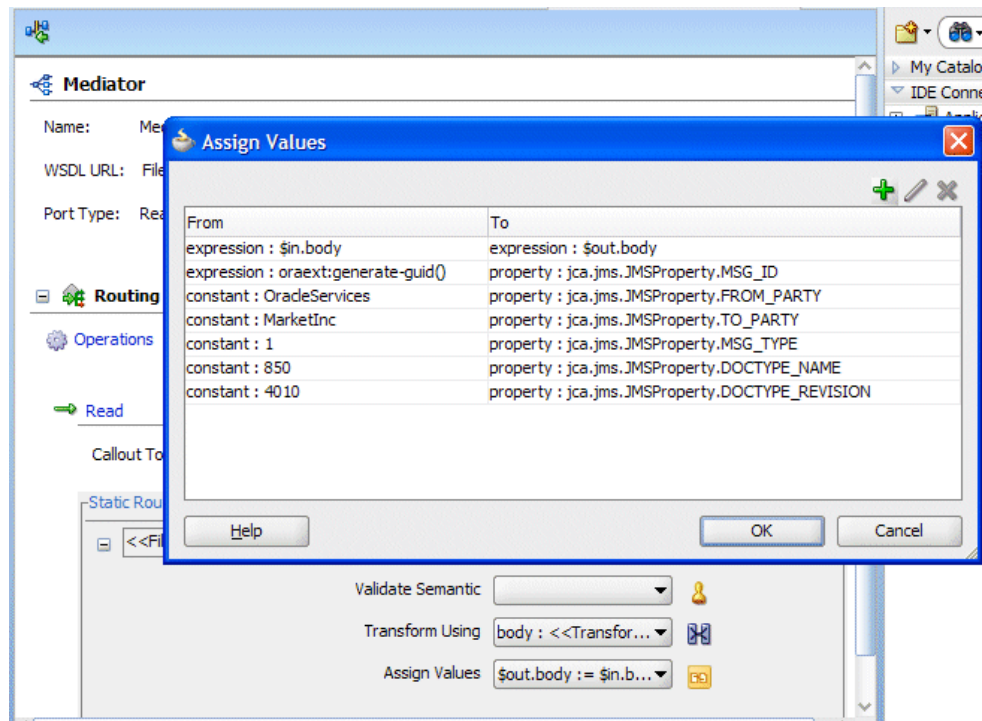 My Catalo
Mediator
IDE Conne
Name: Me
Assign Values
WSDL URL: File
Port Type: Rea
From To
expression : $in.body expression : $out.body
expression : oraext:generate-guid() property : jca.jms.JMSProperty.MSG_ID
constant : OracleServices property : jca.jms.JMSProperty.FROM_PARTY
constant : MarketInc property : jca.jms.JMSProperty.TO_PARTY
constant : 1 property : jca.jms.JMSProperty.MSG_TYPE
constant : 850 property : jca.jms.JMSProperty.DOCTYPE_NAME
constant : 4010 property : jca.jms.JMSProperty.DOCTYPE_REVISION
Routing
Operations
Read
Callout To
Static Rou
<<Fil
Help OK Cancel
Validate Semantic
Transform Using body : <<Transfor...
Assign Values $out.body := $in.b...